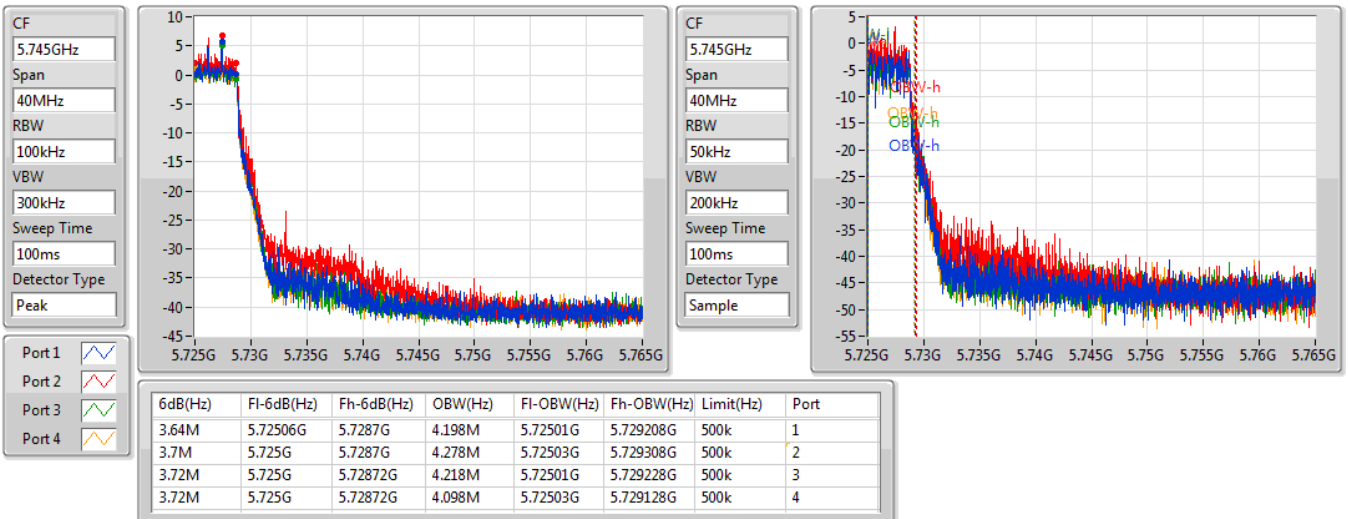 CF
5.745GHz
Span
40MHz
RBW
100kHz
VBW
300kHz
Sweep Time
100ms
Detector Type
Peak
10
5
0
-5
-10
-15
-20
-25
-30
-35
-40
-45
5.725G 5.73G 5.735G 5.74G 5.745G 5.75G 5.755G 5.76G 5.765G
CF
5.745GHz
Span
40MHz
RBW
50kHz
VBW
200kHz
Sweep Time
100ms
Detector Type
Sample
5
0
-5
-10
-15
-20
-25
-30
-35
-40
-45
-50
-55
OBW-h
OBW-h
OBW-h
OBW-h
5.725G 5.73G 5.735G 5.74G 5.745G 5.75G 5.755G 5.76G 5.765G
Port 1
Port 2
Port 3
Port 4
6dB(Hz) Fl-6dB(Hz) Fh-6dB(Hz) OBW(Hz) Fl-OBW(Hz) Fh-OBW(Hz) Limit(Hz) Port
3.64M 5.72506G 5.7287G 4.198M 5.72501G 5.729208G 500k 1
3.7M 5.725G 5.7287G 4.278M 5.72503G 5.729308G 500k 2
3.72M 5.725G 5.72872G 4.218M 5.72501G 5.729228G 500k 3
3.72M 5.725G 5.72872G 4.098M 5.72503G 5.729128G 500k 4